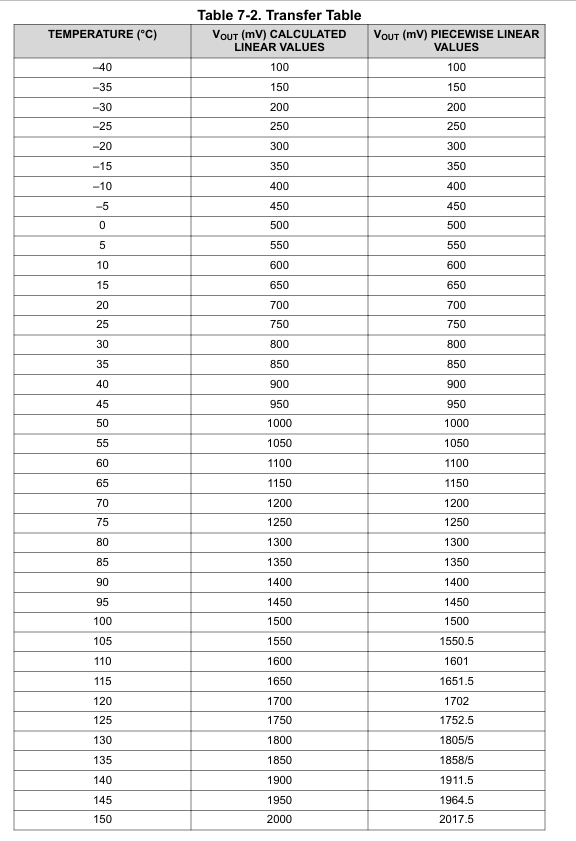 Table 7-2. Transfer Table
TEMPERATURE (°C) VOUT (mV) CALCULATED LINEAR VALUES VOUT (mV) PIECEWISE LINEAR VALUES
–40 100 100
–35 150 150
–30 200 200
–25 250 250
–20 300 300
–15 350 350
–10 400 400
–5 450 450
0 500 500
5 550 550
10 600 600
15 650 650
20 700 700
25 750 750
30 800 800
35 850 850
40 900 900
45 950 950
50 1000 1000
55 1050 1050
60 1100 1100
65 1150 1150
70 1200 1200
75 1250 1250
80 1300 1300
85 1350 1350
90 1400 1400
95 1450 1450
100 1500 1500
105 1550 1550.5
110 1600 1601
115 1650 1651.5
120 1700 1702
125 1750 1752.5
130 1800 1805/5
135 1850 1858/5
140 1900 1911.5
145 1950 1964.5
150 2000 2017.5